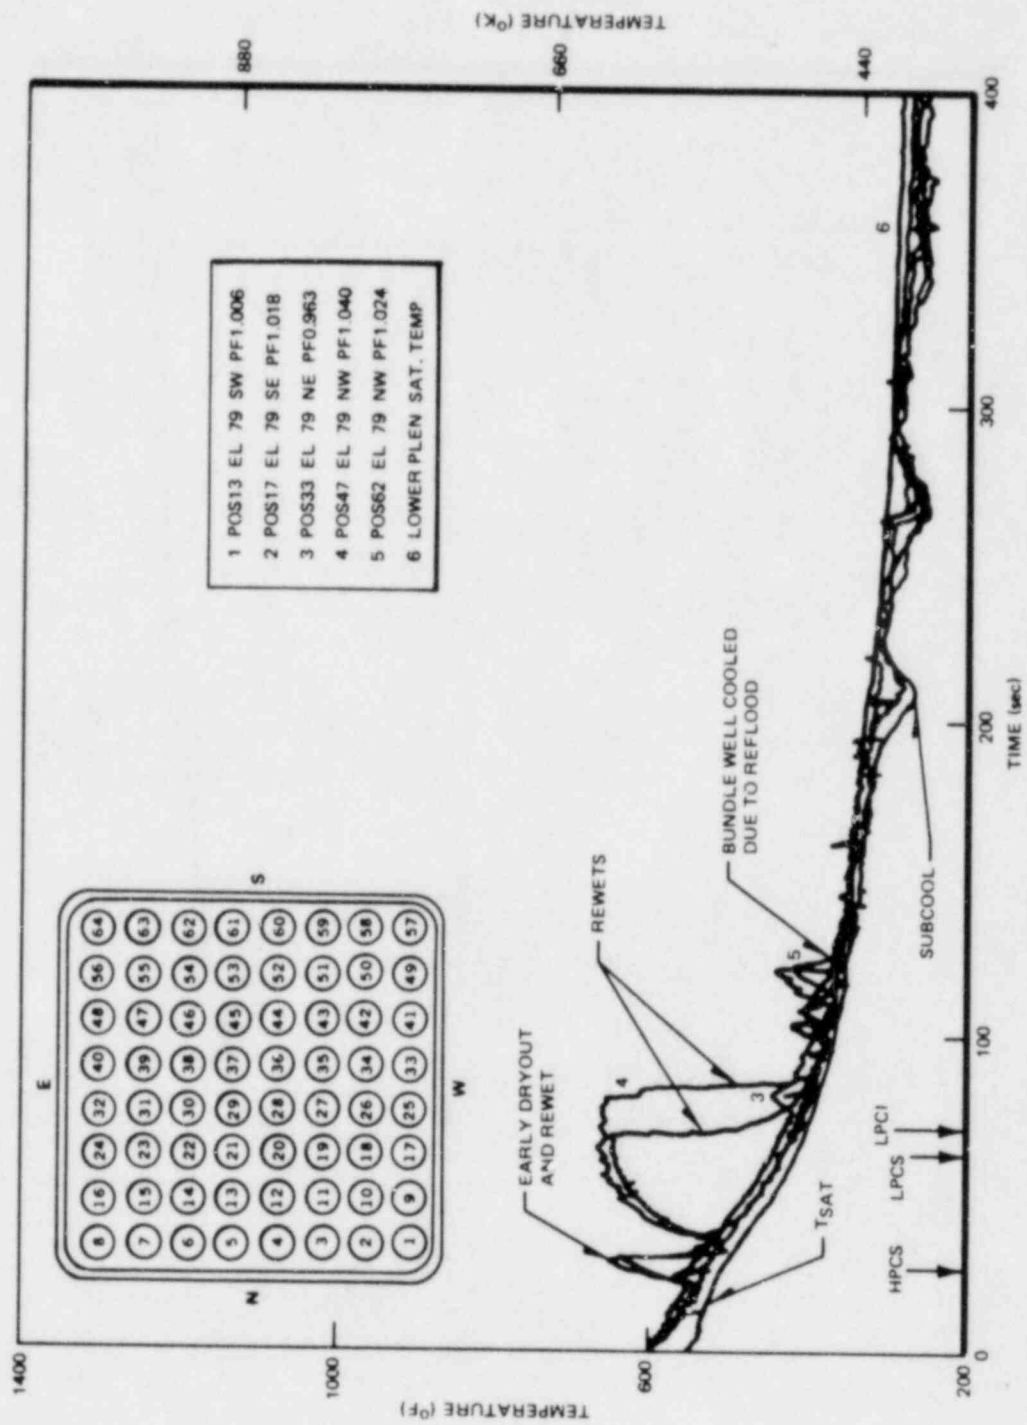 TEMPERATURE (°K)
880
660
440
1400
1000
600
200
TEMPERATURE (°F)
E
N
S
W
8 16 24 32 40 48 56 64
7 15 23 31 39 47 55 63
6 14 22 30 38 46 54 62
5 13 21 29 37 45 53 61
4 12 20 28 36 44 52 60
3 11 19 27 35 43 51 59
2 10 18 26 34 42 50 58
1 9 17 25 33 41 49 57
1 POS13 EL 79 SW PF1.006
2 POS17 EL 79 SE PF1.018
3 POS33 EL 79 NE PF0.963
4 POS47 EL 79 NW PF1.040
5 POS62 EL 79 NW PF1.024
6 LOWER PLEN SAT. TEMP
EARLY DRYOUT
AND REWET
REWETS
BUNDLE WELL COOLED
DUE TO REFLOOD
4
3
5
6
TSAT
SUBCOOL
HPCS
LPCS
LPCI
0
100
200
300
400
TIME (sec)